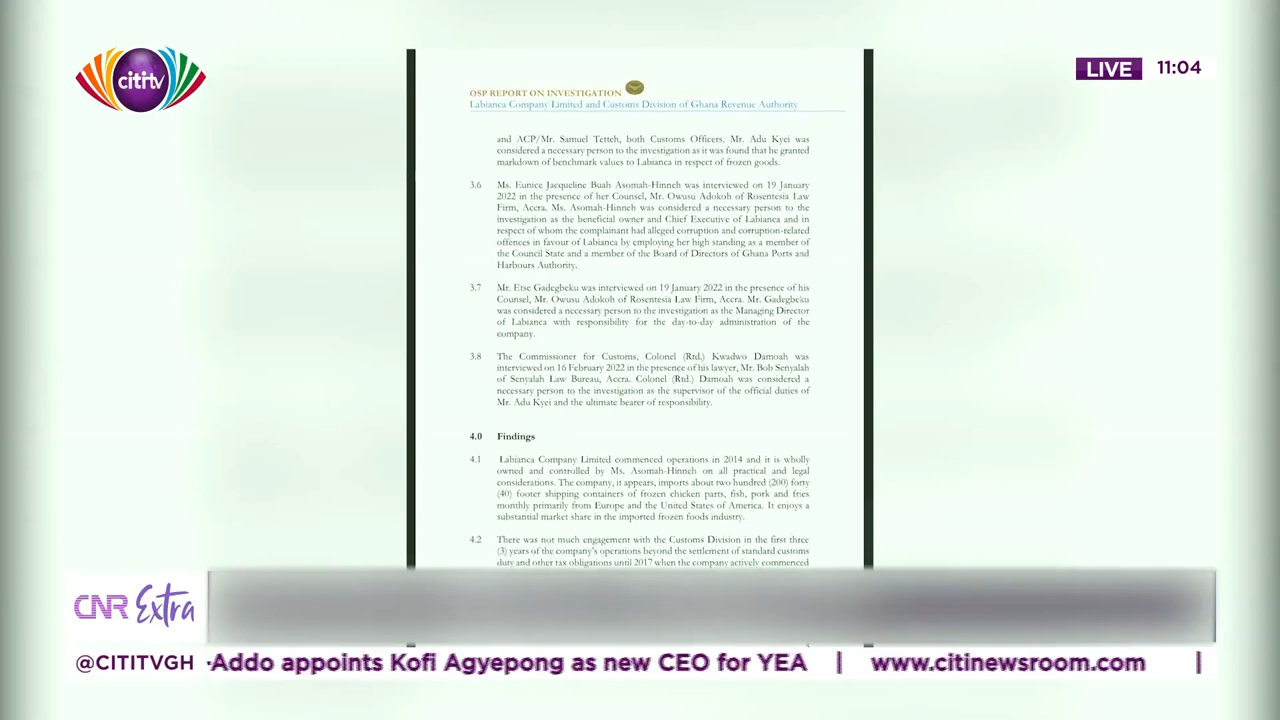 cititv
LIVE 11:04
OSP REPORT ON INVESTIGATION
Labianca Company Limited and Customs Division of Ghana Revenue Authority
and ACP/Mr. Samuel Tetteh, both Customs Officers. Mr. Adu Kyei was
considered a necessary person to the investigation as it was found that he granted
markdown of benchmark values to Labianca in respect of frozen goods.
3.6 Ms. Eunice Jacqueline Buah Asomah-Hinneh was interviewed on 19 January
2022 in the presence of her Counsel, Mr. Owusu Adokoh of Rosentesia Law
Firm, Accra. Ms. Asomah-Hinneh was considered a necessary person to the
investigation as the beneficial owner and Chief Executive of Labianca and in
respect of whom the complainant had alleged corruption and corruption-related
offences in favour of Labianca by employing her high standing as a member of
the Council State and a member of the Board of Directors of Ghana Ports and
Harbours Authority.
3.7 Mr. Etse Gadegbeku was interviewed on 19 January 2022 in the presence of his
Counsel, Mr. Owusu Adokoh of Rosentesia Law Firm, Accra. Mr. Gadegbeku
was considered a necessary person to the investigation as the Managing Director
of Labianca with responsibility for the day-to-day administration of the
company.
3.8 The Commissioner for Customs, Colonel (Rtd.) Kwadwo Damoah was
interviewed on 16 February 2022 in the presence of his lawyer, Mr. Bob Senyalah
of Senyalah Law Bureau, Accra. Colonel (Rtd.) Damoah was considered a
necessary person to the investigation as the supervisor of the official duties of
Mr. Adu Kyei and the ultimate bearer of responsibility.
4.0 Findings
4.1 Labianca Company Limited commenced operations in 2014 and it is wholly
owned and controlled by Ms. Asomah-Hinneh on all practical and legal
considerations. The company, it appears, imports about two hundred (200) forty
(40) footer shipping containers of frozen chicken parts, fish, pork and fries
monthly primarily from Europe and the United States of America. It enjoys a
substantial market share in the imported frozen foods industry.
4.2 There was not much engagement with the Customs Division in the first three
(3) years of the company's operations beyond the settlement of standard customs
duty and other tax obligations until 2017 when the company actively commenced
CNR Extra
@CITITVGH -Addo appoints Kofi Agyepong as new CEO for YEA | www.citinewsroom.com |